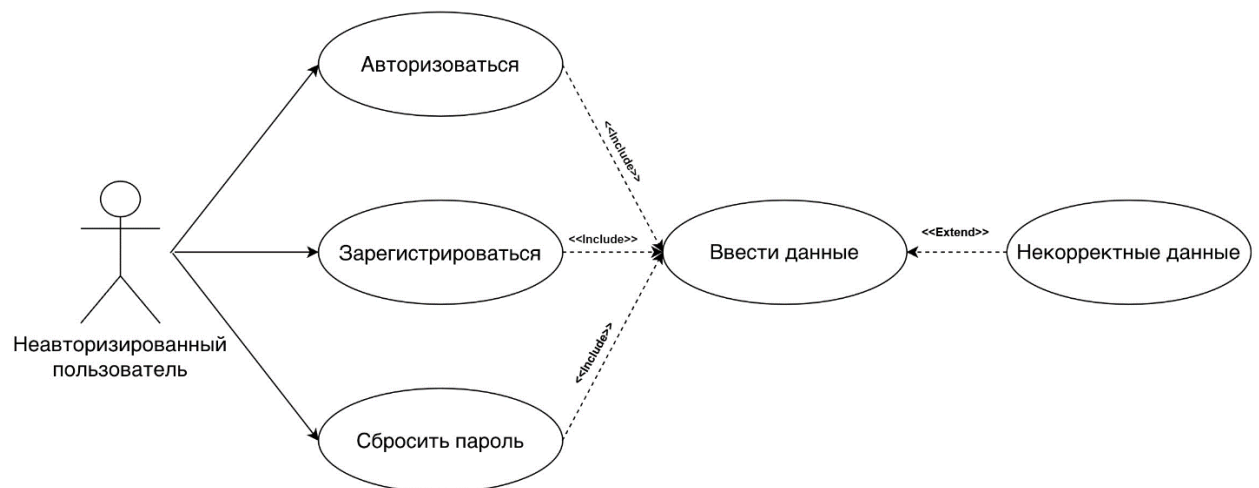 Авторизоваться
<<Include>>
Зарегистрироваться
<<Include>>
Ввести данные
<<Extend>>
Некорректные данные
Неавторизированный
пользователь
<<Include>>
Сбросить пароль